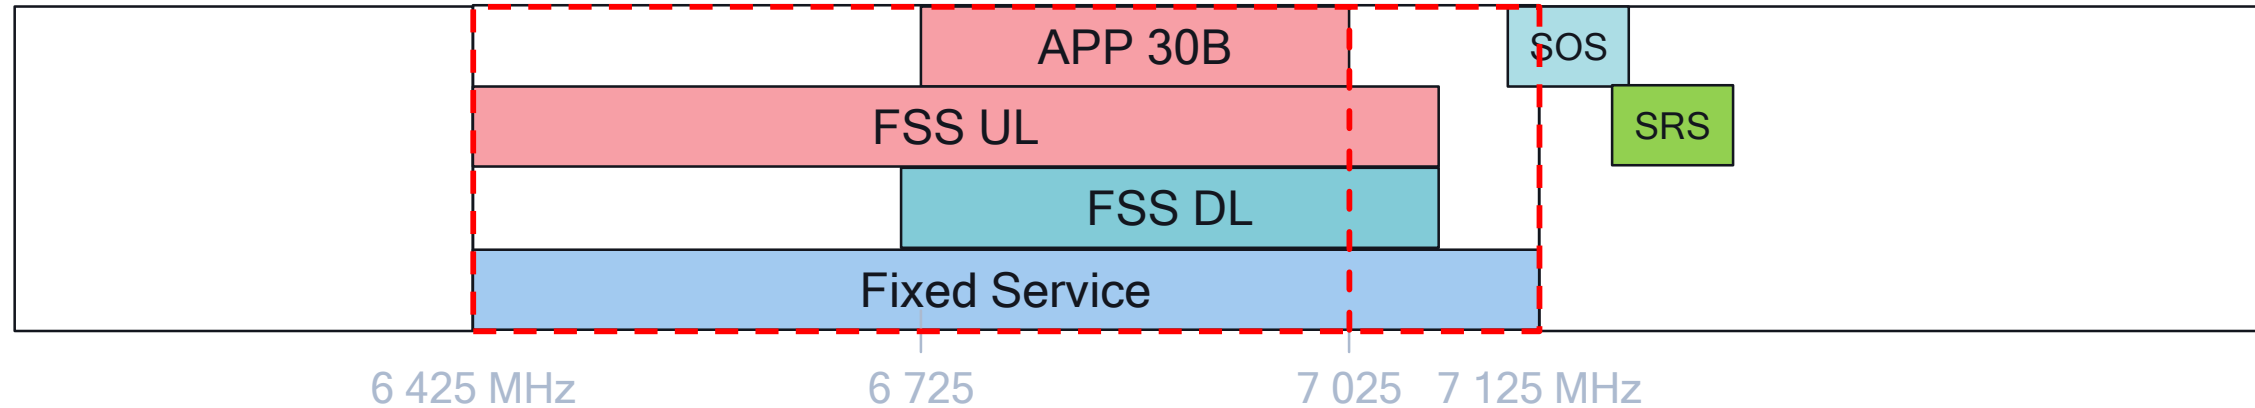 APP 30B
SOS
FSS UL
SRS
FSS DL
Fixed Service
6 425 MHz
6 725
7 025
7 125 MHz